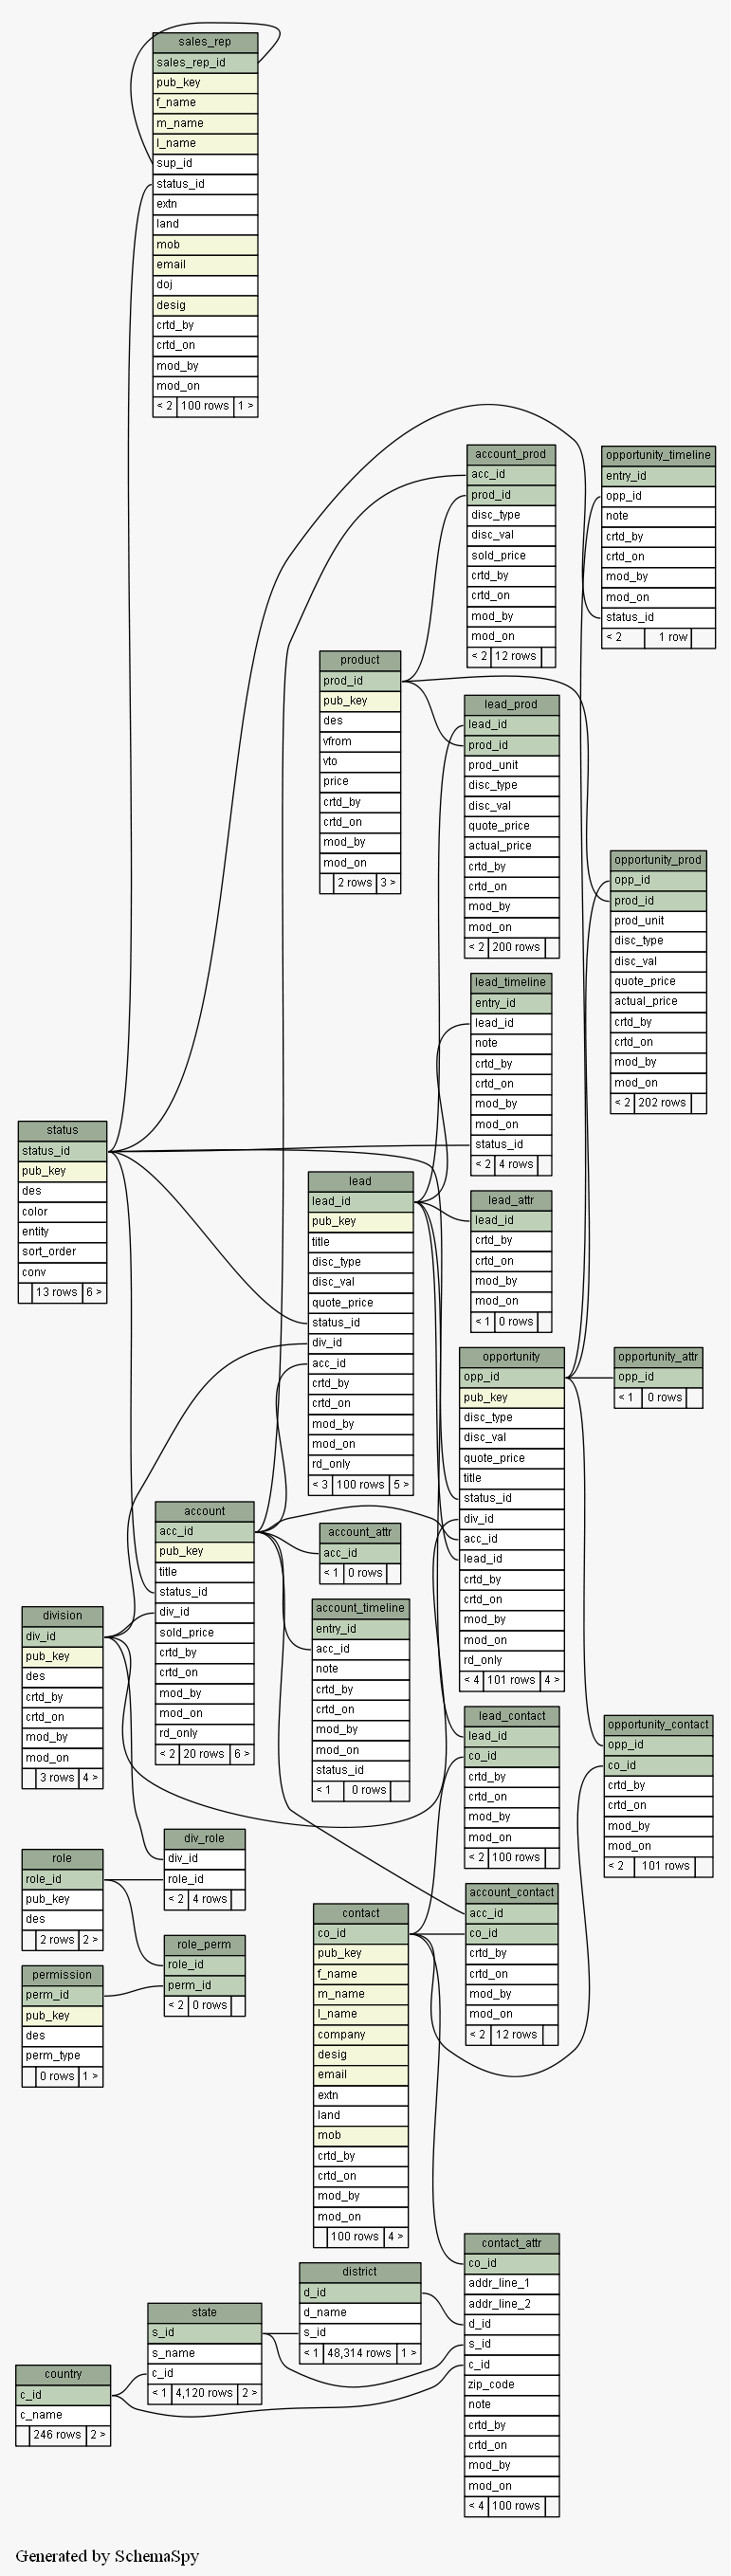 sales_rep
sales_rep_id
pub_key
f_name
m_name
l_name
sup_id
status_id
extn
land
mob
email
doj
desig
crtd_by
crtd_on
mod_by
mod_on
< 2 100 rows 1 >
account_prod
acc_id
prod_id
disc_type
disc_val
sold_price
crtd_by
crtd_on
mod_by
mod_on
< 2 12 rows
opportunity_timeline
entry_id
opp_id
note
crtd_by
crtd_on
mod_by
mod_on
status_id
< 2 1 row
product
prod_id
pub_key
des
vfrom
vto
price
crtd_by
crtd_on
mod_by
mod_on
2 rows 3 >
lead_prod
lead_id
prod_id
prod_unit
disc_type
disc_val
quote_price
actual_price
crtd_by
crtd_on
mod_by
mod_on
< 2 200 rows
opportunity_prod
opp_id
prod_id
prod_unit
disc_type
disc_val
quote_price
actual_price
crtd_by
crtd_on
mod_by
mod_on
< 2 202 rows
lead_timeline
entry_id
lead_id
note
crtd_by
crtd_on
mod_by
mod_on
status_id
< 2 4 rows
status
status_id
pub_key
des
color
entity
sort_order
conv
13 rows 6 >
lead
lead_id
pub_key
title
disc_type
disc_val
quote_price
status_id
div_id
acc_id
crtd_by
crtd_on
mod_by
mod_on
rd_only
< 3 100 rows 5 >
lead_attr
lead_id
crtd_by
crtd_on
mod_by
mod_on
< 1 0 rows
opportunity
opp_id
pub_key
disc_type
disc_val
quote_price
title
status_id
div_id
acc_id
lead_id
crtd_by
crtd_on
mod_by
mod_on
rd_only
< 4 101 rows 4 >
opportunity_attr
opp_id
< 1 0 rows
account
acc_id
pub_key
title
status_id
div_id
sold_price
crtd_by
crtd_on
mod_by
mod_on
rd_only
< 2 20 rows 6 >
account_attr
acc_id
< 1 0 rows
account_timeline
entry_id
acc_id
note
crtd_by
crtd_on
mod_by
mod_on
status_id
< 1 0 rows
division
div_id
pub_key
des
crtd_by
crtd_on
mod_by
mod_on
3 rows 4 >
lead_contact
lead_id
co_id
crtd_by
crtd_on
mod_by
mod_on
< 2 100 rows
opportunity_contact
opp_id
co_id
crtd_by
crtd_on
mod_by
mod_on
< 2 101 rows
div_role
div_id
role_id
< 2 4 rows
role
role_id
pub_key
des
2 rows 2 >
role_perm
role_id
perm_id
< 2 0 rows
permission
perm_id
pub_key
des
perm_type
0 rows 1 >
account_contact
acc_id
co_id
crtd_by
crtd_on
mod_by
mod_on
< 2 12 rows
contact
co_id
pub_key
f_name
m_name
l_name
company
desig
email
extn
land
mob
crtd_by
crtd_on
mod_by
mod_on
100 rows 4 >
contact_attr
co_id
addr_line_1
addr_line_2
d_id
s_id
c_id
zip_code
note
crtd_by
crtd_on
mod_by
mod_on
< 4 100 rows
district
d_id
d_name
s_id
< 1 48,314 rows 1 >
state
s_id
s_name
c_id
< 1 4,120 rows 2 >
country
c_id
c_name
246 rows 2 >
Generated by SchemaSpy